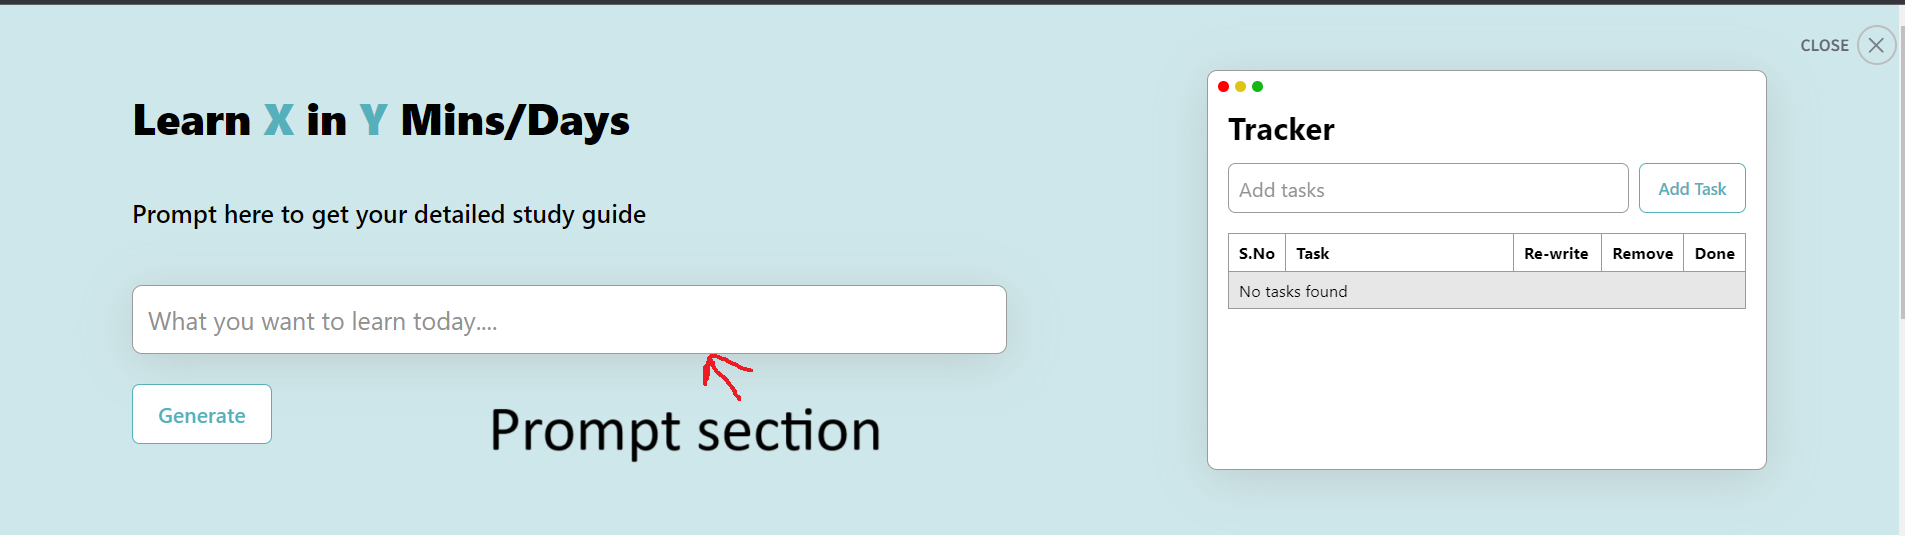 CLOSE
Learn X in Y Mins/Days
Prompt here to get your detailed study guide
What you want to learn today....
Generate
Prompt section
Tracker
Add tasks
Add Task
S.No Task Re-write Remove Done
No tasks found